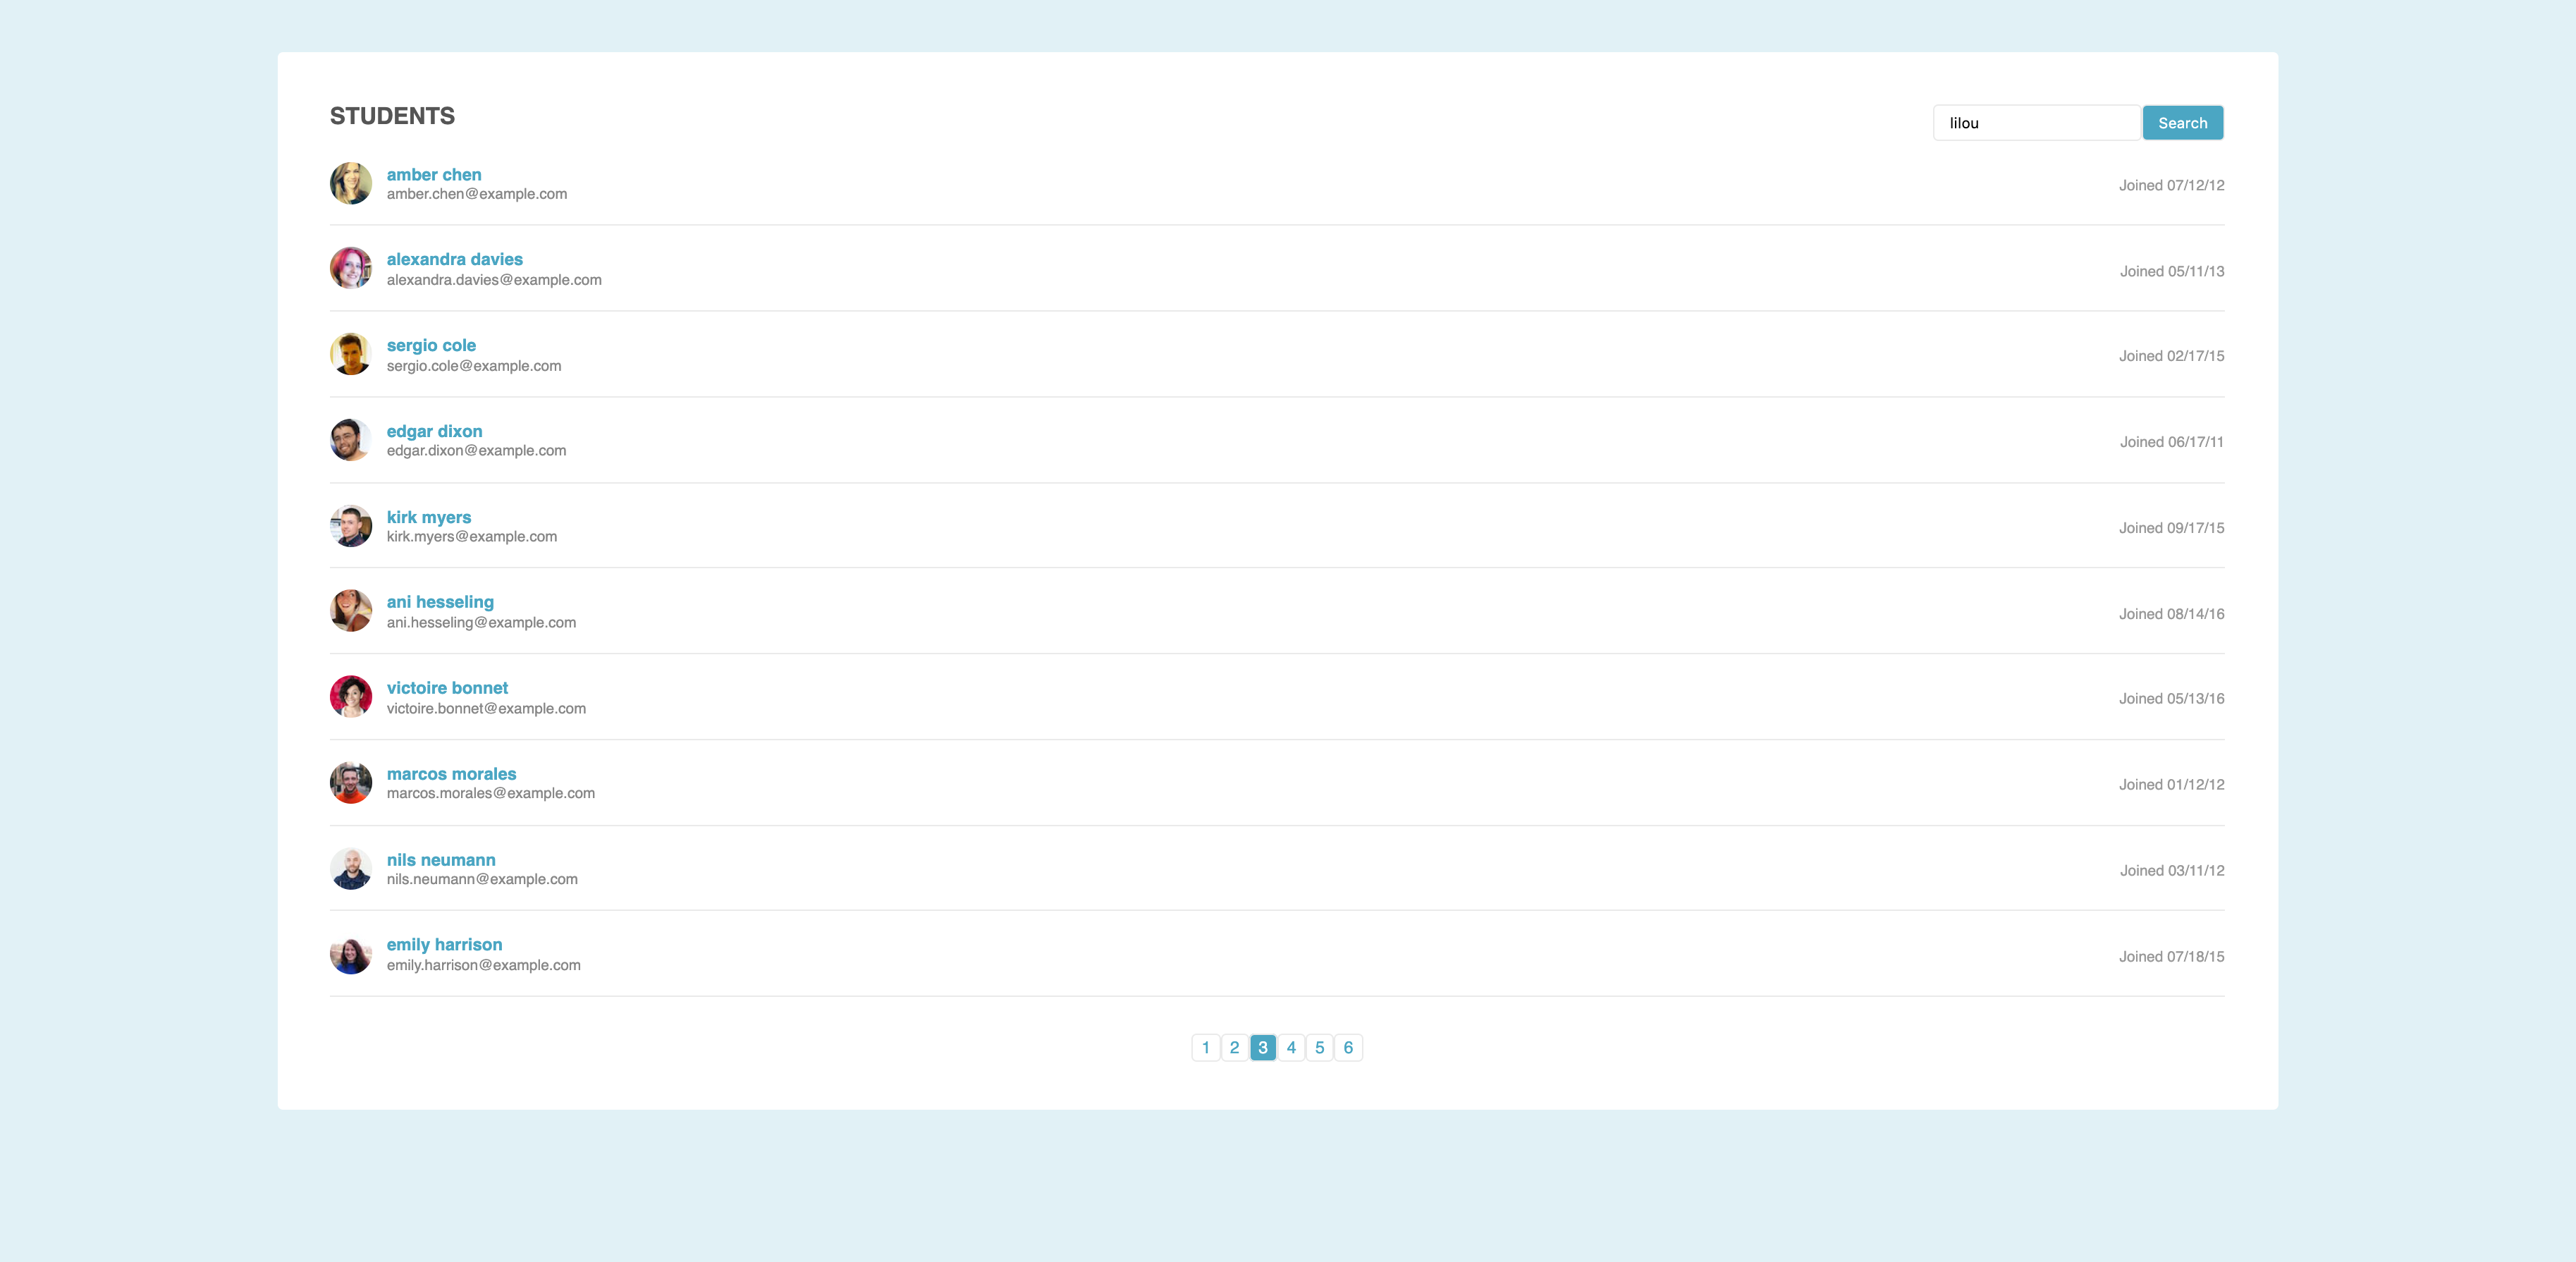 STUDENTS
lilou
Search
amber chen
amber.chen@example.com
Joined 07/12/12
alexandra davies
alexandra.davies@example.com
Joined 05/11/13
sergio cole
sergio.cole@example.com
Joined 02/17/15
edgar dixon
edgar.dixon@example.com
Joined 06/17/11
kirk myers
kirk.myers@example.com
Joined 09/17/15
ani hesseling
ani.hesseling@example.com
Joined 08/14/16
victoire bonnet
victoire.bonnet@example.com
Joined 05/13/16
marcos morales
marcos.morales@example.com
Joined 01/12/12
nils neumann
nils.neumann@example.com
Joined 03/11/12
emily harrison
emily.harrison@example.com
Joined 07/18/15
1 2 3 4 5 6